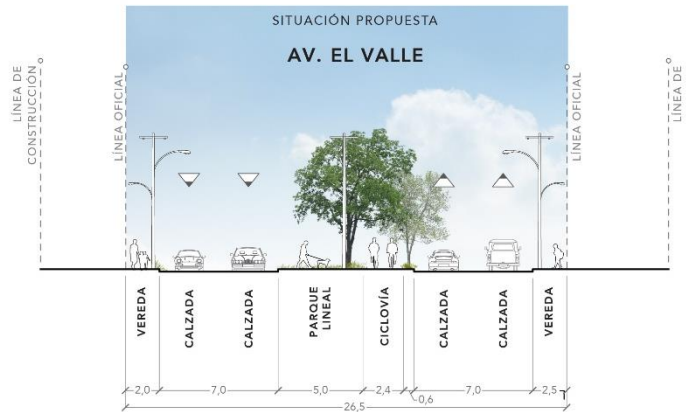 SITUACIÓN PROPUESTA
AV. EL VALLE
LÍNEA DE
CONSTRUCCIÓN
LÍNEA OFICIAL
LÍNEA OFICIAL
LÍNEA DE
VEREDA
CALZADA
CALZADA
PARQUE
LINEAL
CICLOVÍA
CALZADA
CALZADA
VEREDA
2,0
7,0
5,0
2,4
0,6
7,0
2,5
26,5